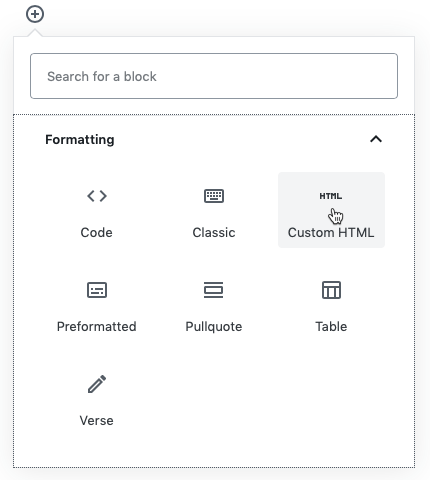 Search for a block
Formatting
HTML
Code
Classic
Custom HTML
Preformatted
Pullquote
Table
Verse